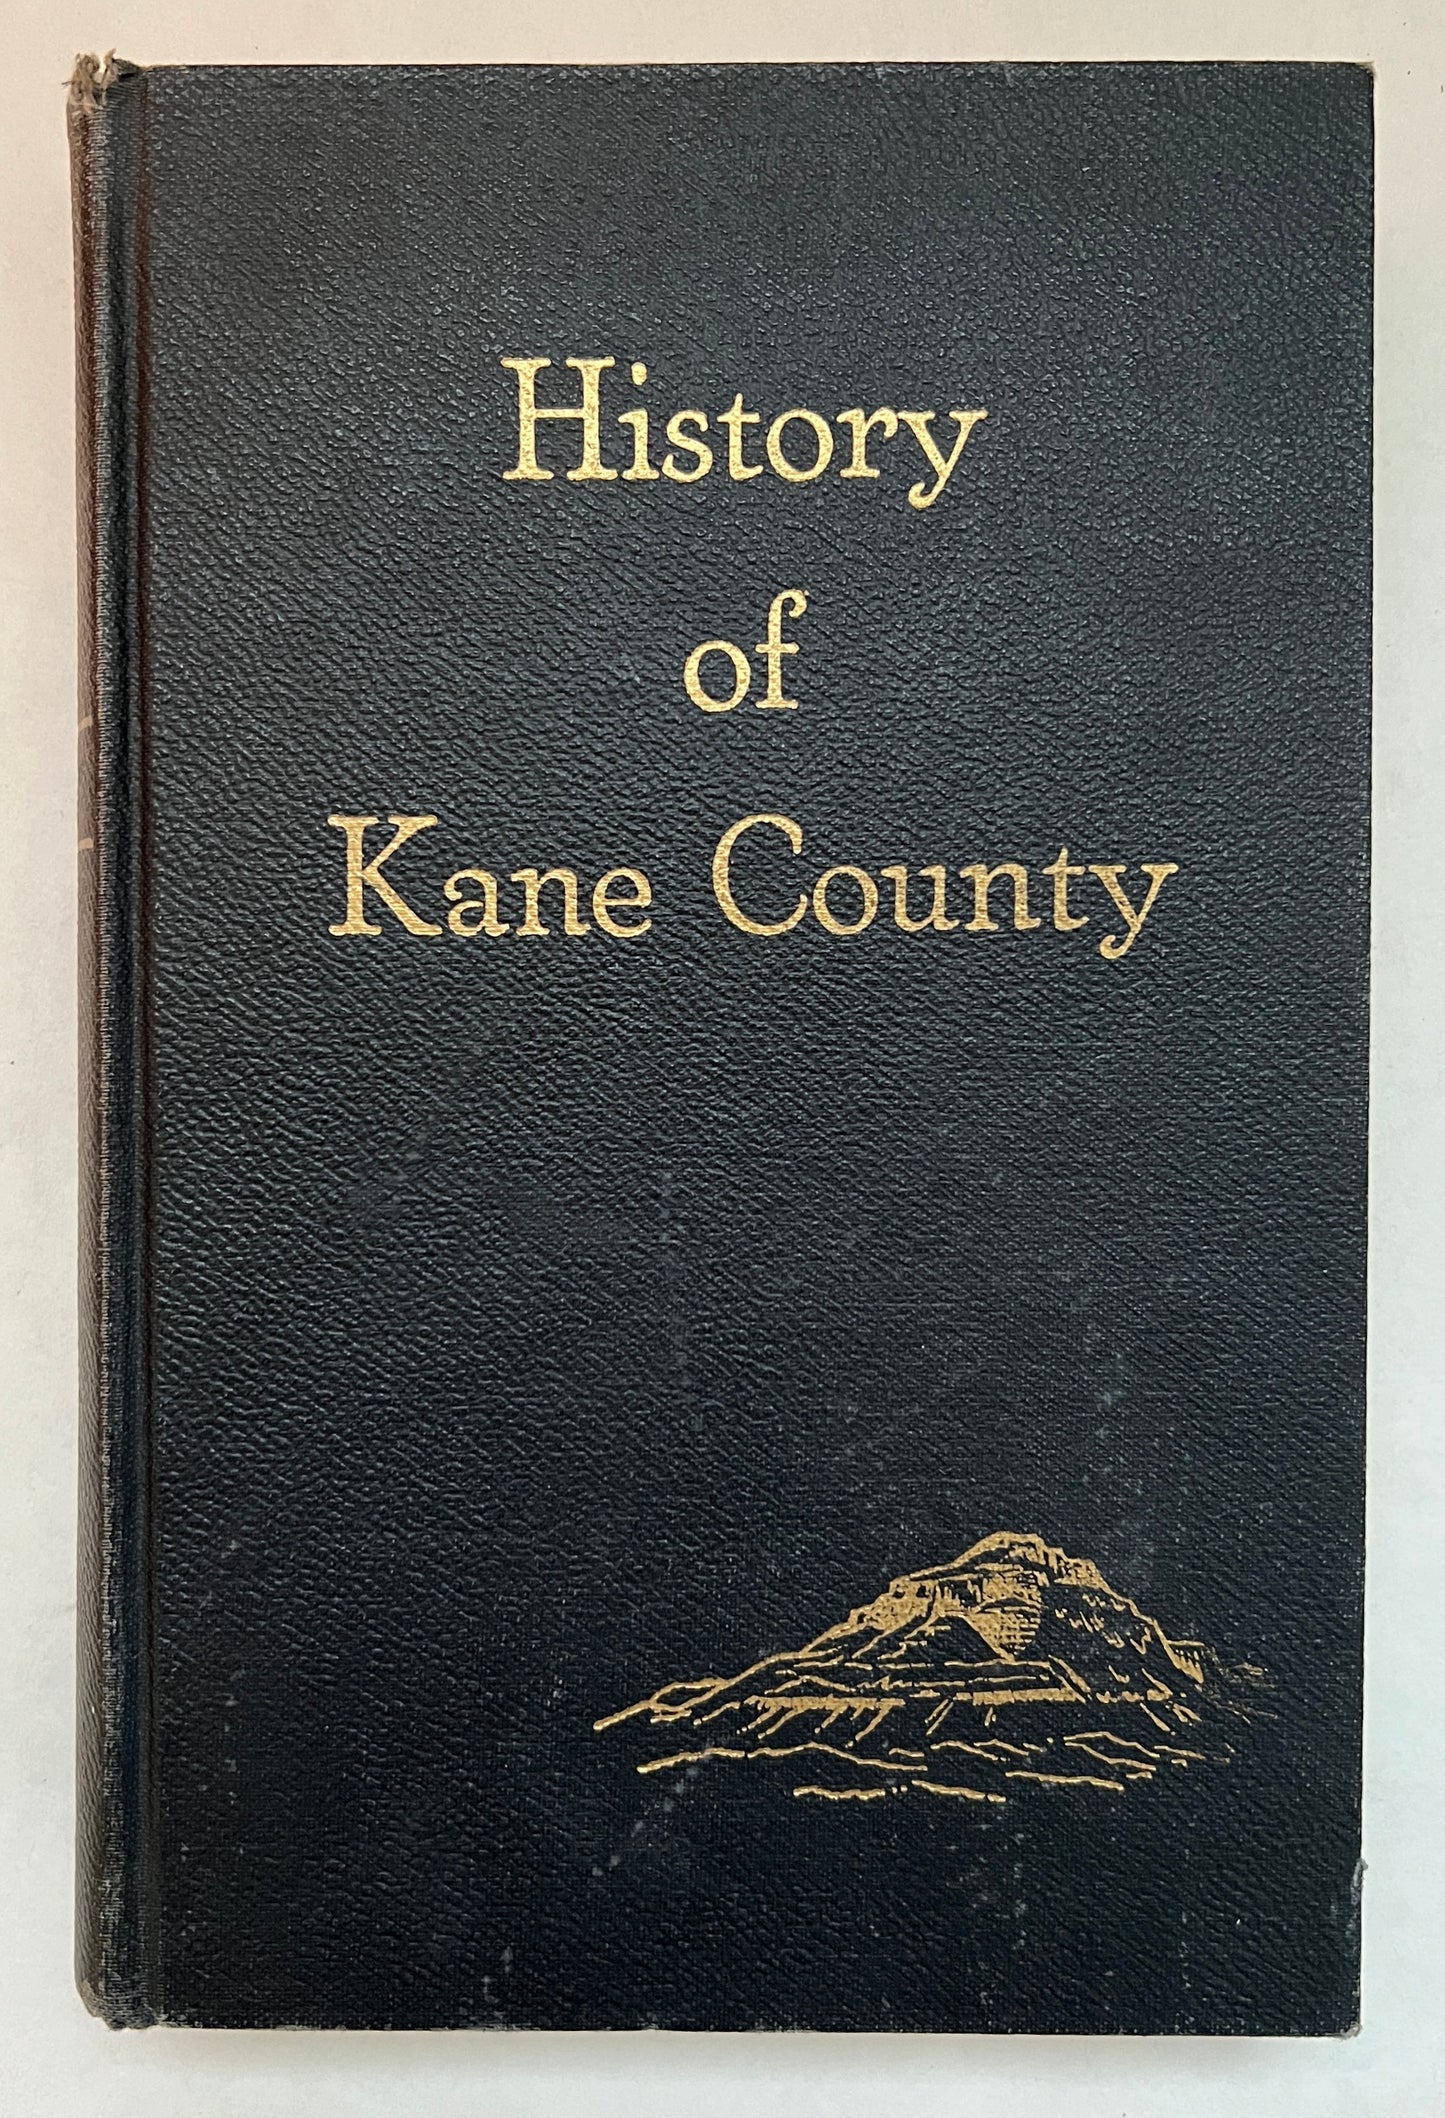 History
of
Kane County